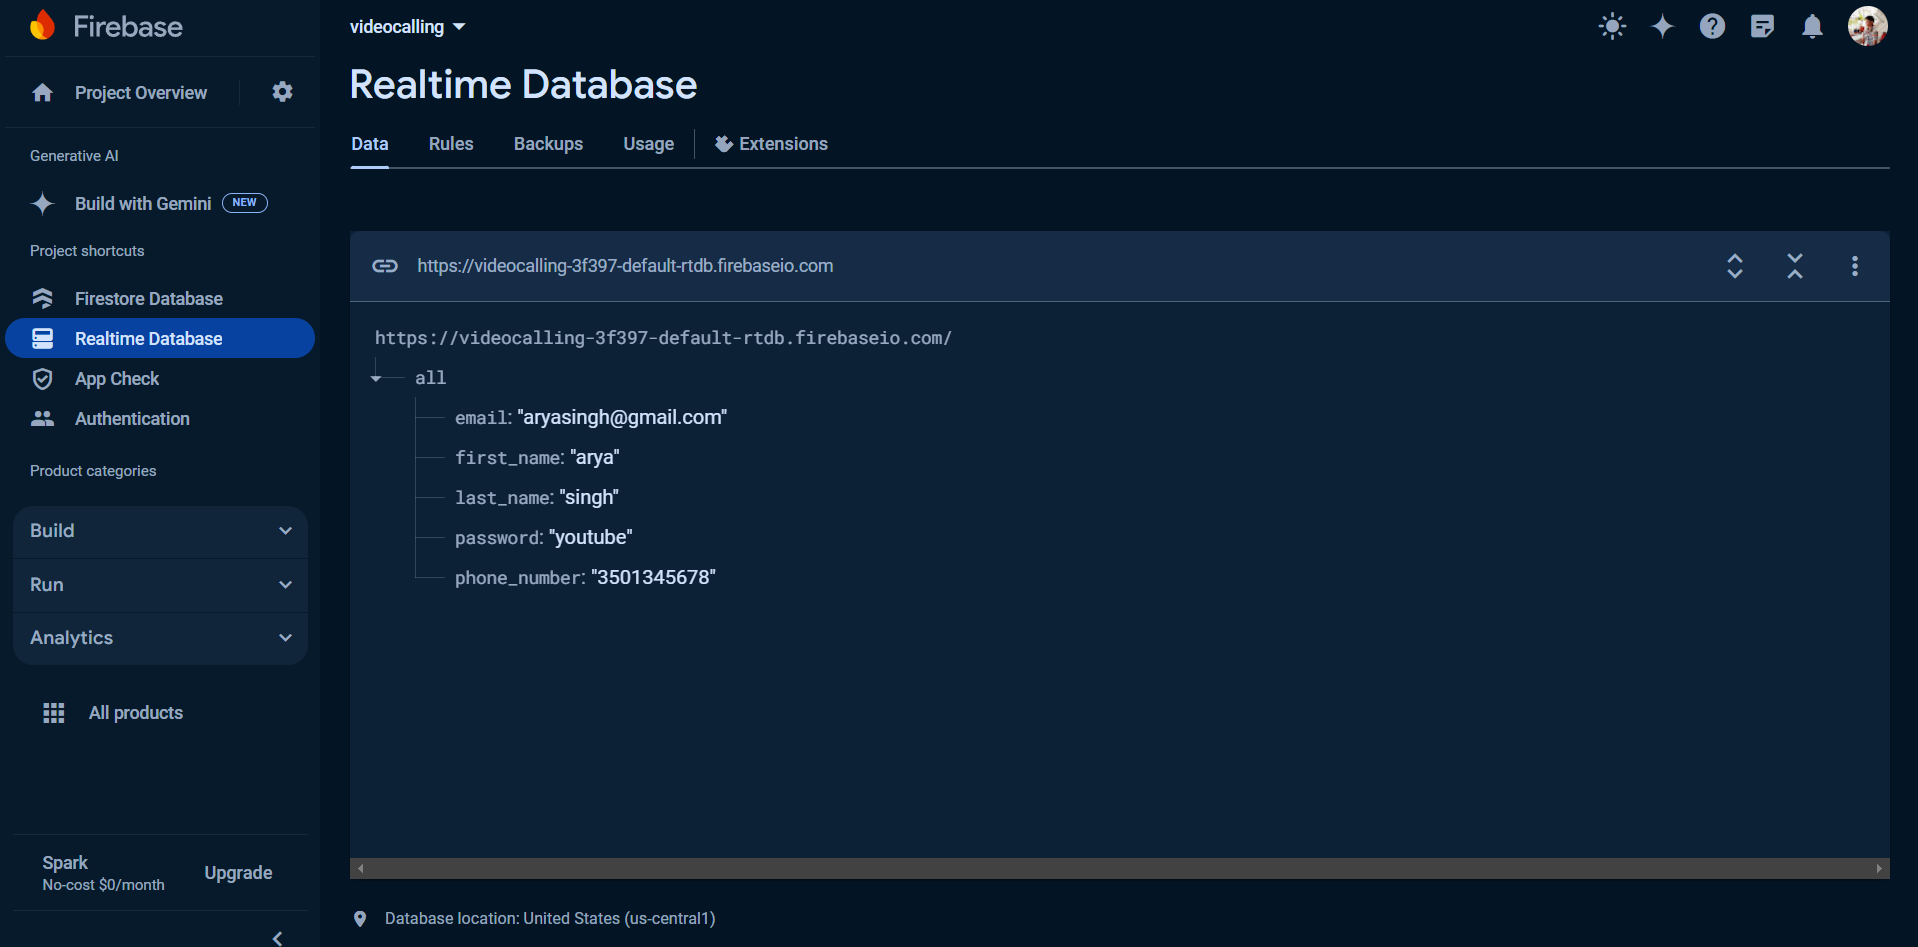 Firebase
Project Overview
Generative AI
Build with Gemini NEW
Project shortcuts
Firestore Database
Realtime Database
App Check
Authentication
Product categories
Build
Run
Analytics
All products
Spark
No-cost $0/month
Upgrade
videocalling
Realtime Database
Data Rules Backups Usage Extensions
https://videocalling-3f397-default-rtdb.firebaseio.com
https://videocalling-3f397-default-rtdb.firebaseio.com/
all
email: "aryasingh@gmail.com"
first_name: "arya"
last_name: "singh"
password: "youtube"
phone_number: "3501345678"
Database location: United States (us-central1)